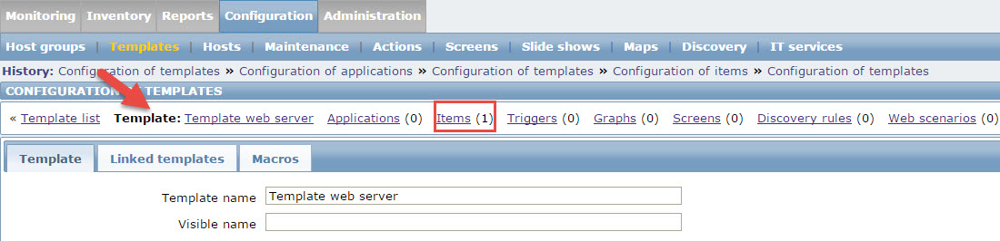 Monitoring Inventory Reports Configuration Administration
Host groups | Templates | Hosts | Maintenance | Actions | Screens | Slide shows | Maps | Discovery | IT services
History: Configuration of templates » Configuration of applications » Configuration of templates » Configuration of items » Configuration of templates
CONFIGURATION TEMPLATES
« Template list Template: Template web server Applications (0) Items (1) Triggers (0) Graphs (0) Screens (0) Discovery rules (0) Web scenarios (0)
Template Linked templates Macros
Template name Template web server
Visible name